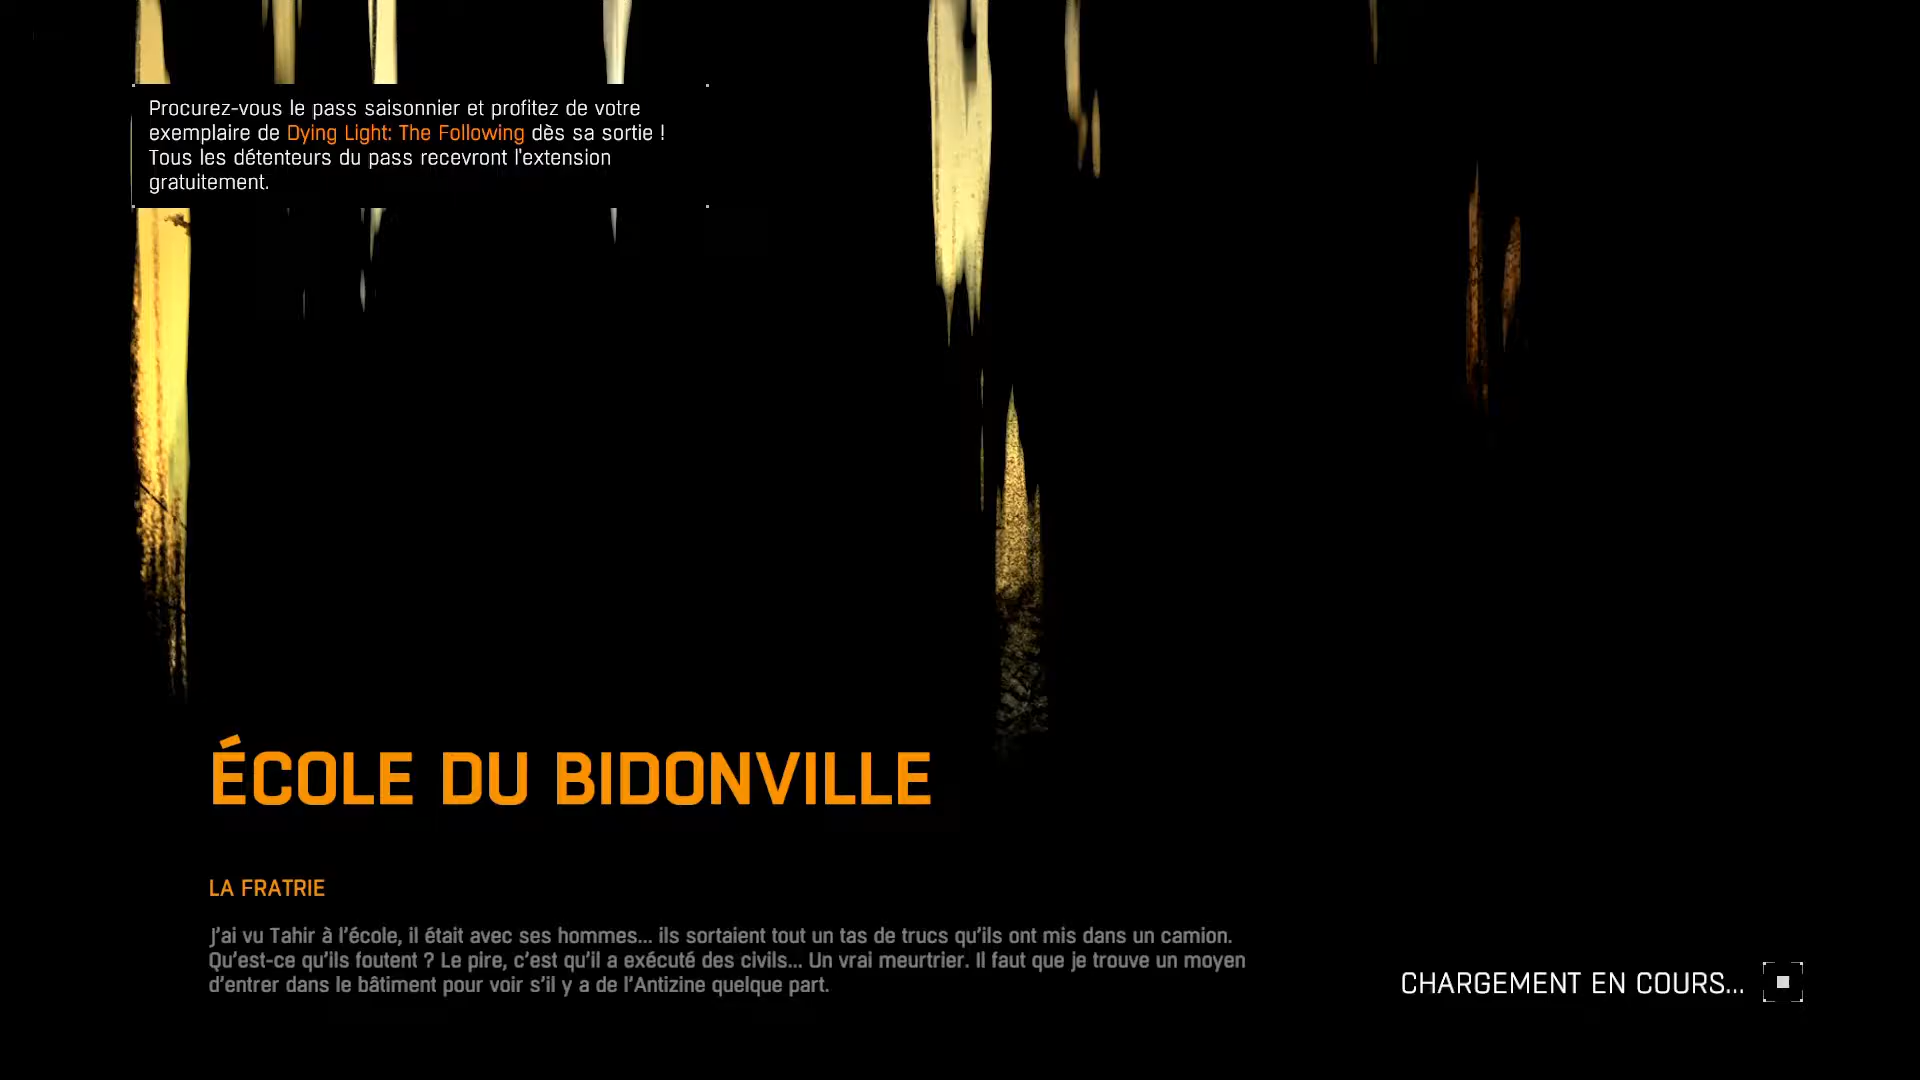 Procurez-vous le pass saisonnier et profitez de votre
exemplaire de Dying Light: The Following dès sa sortie !
Tous les détenteurs du pass recevront l'extension
gratuitement.
ÉCOLE DU BIDONVILLE
LA FRATRIE
J'ai vu Tahir à l'école, il était avec ses hommes... ils sortaient tout un tas de trucs qu'ils ont mis dans un camion.
Qu'est-ce qu'ils foutent ? Le pire, c'est qu'il a exécuté des civils... Un vrai meurtrier. Il faut que je trouve un moyen
d'entrer dans le bâtiment pour voir s'il y a de l'Antizine quelque part.
CHARGEMENT EN COURS...